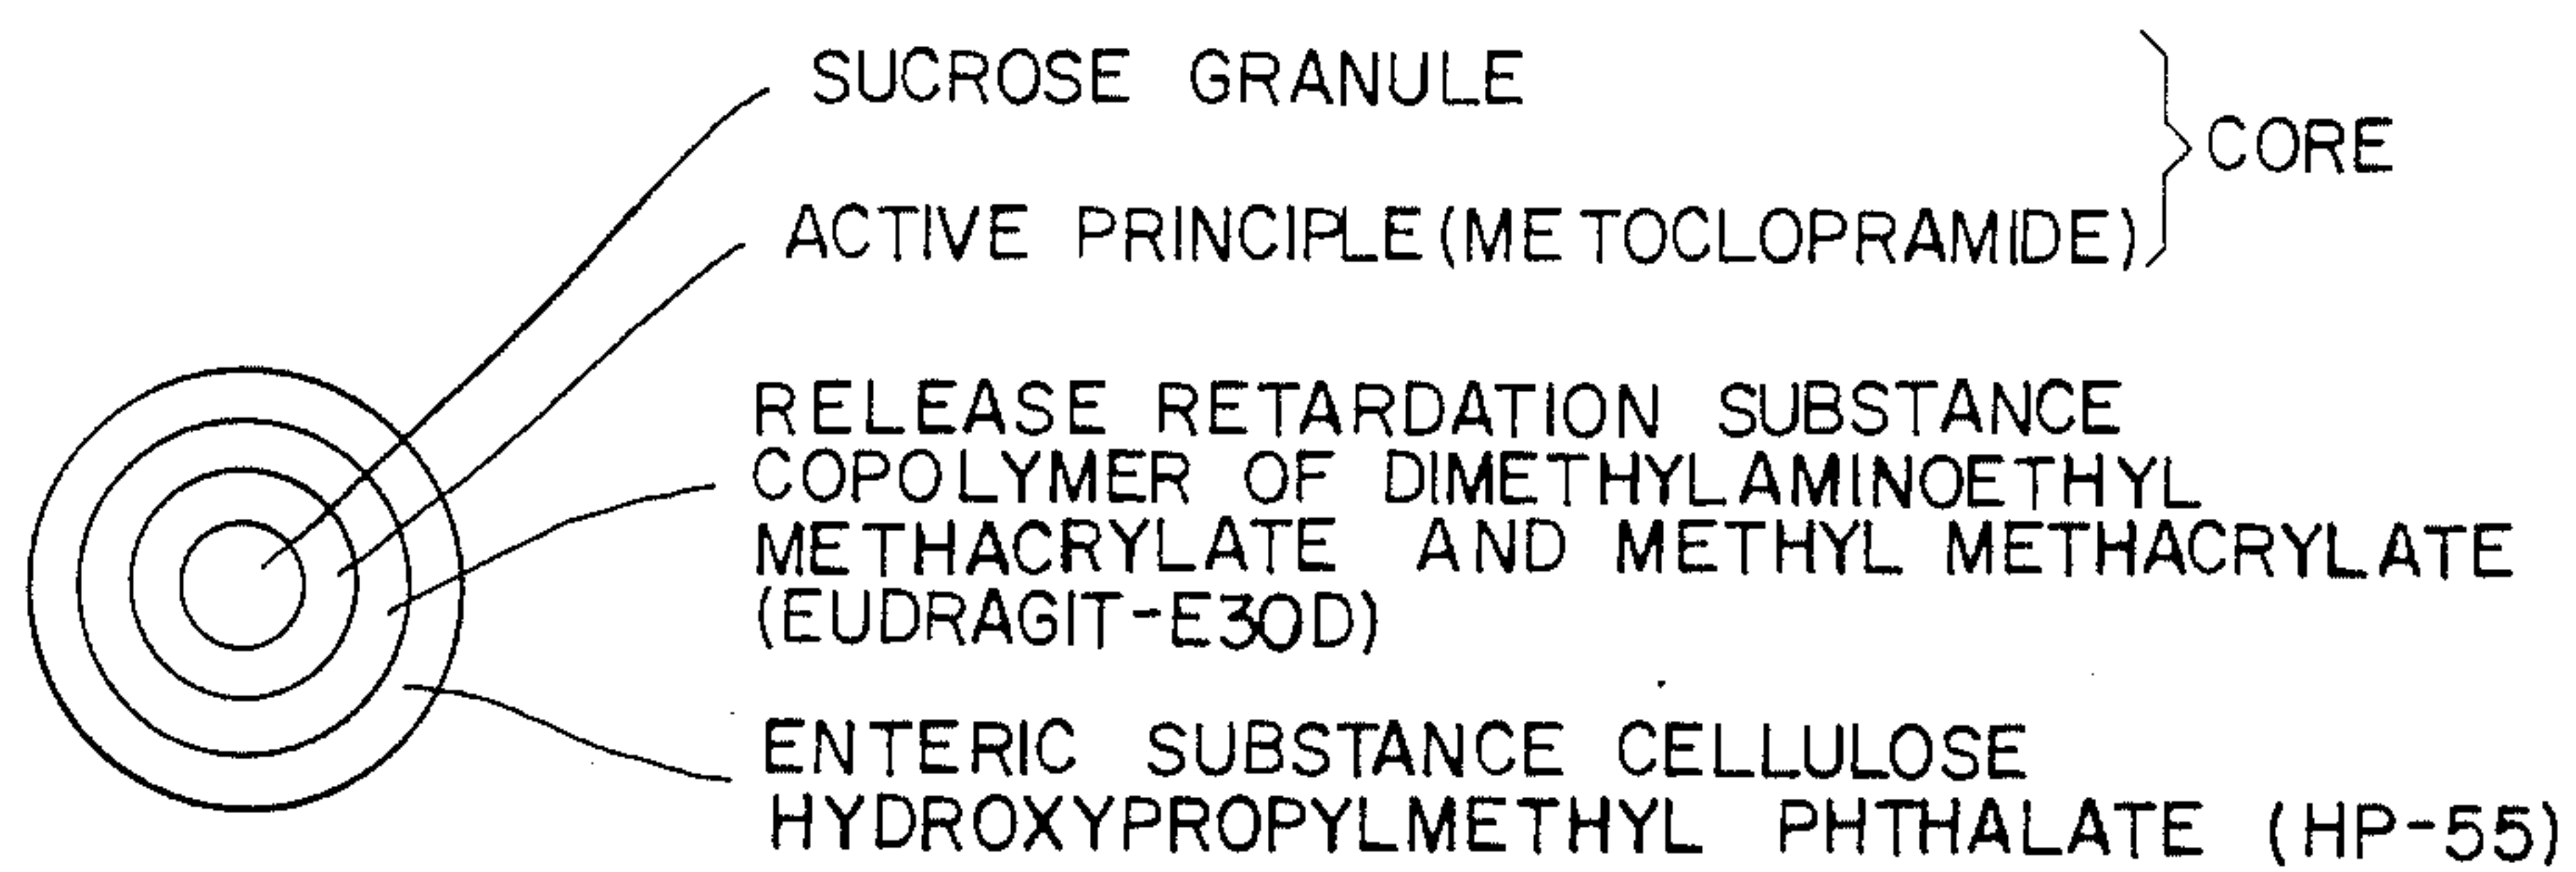 SUCROSE GRANULE
CORE
ACTIVE PRINCIPLE (METOCLOPRAMIDE)
RELEASE RETARDATION SUBSTANCE
COPOLYMER OF DIMETHYLAMINOETHYL
METHACRYLATE AND METHYL METHACRYLATE
(EUDRAGIT-E30D)
ENTERIC SUBSTANCE CELLULOSE
HYDROXYPROPYLMETHYL PHTHALATE (HP-55)